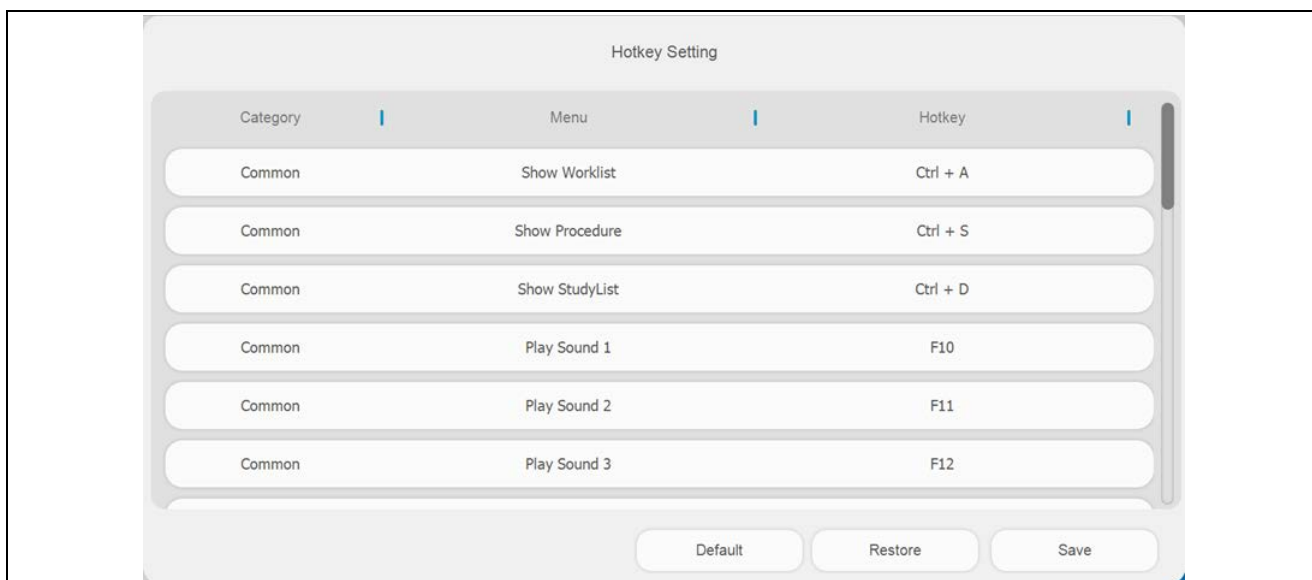 Hotkey Setting
Category Menu Hotkey
Common Show Worklist Ctrl + A
Common Show Procedure Ctrl + S
Common Show StudyList Ctrl + D
Common Play Sound 1 F10
Common Play Sound 2 F11
Common Play Sound 3 F12
Default Restore Save